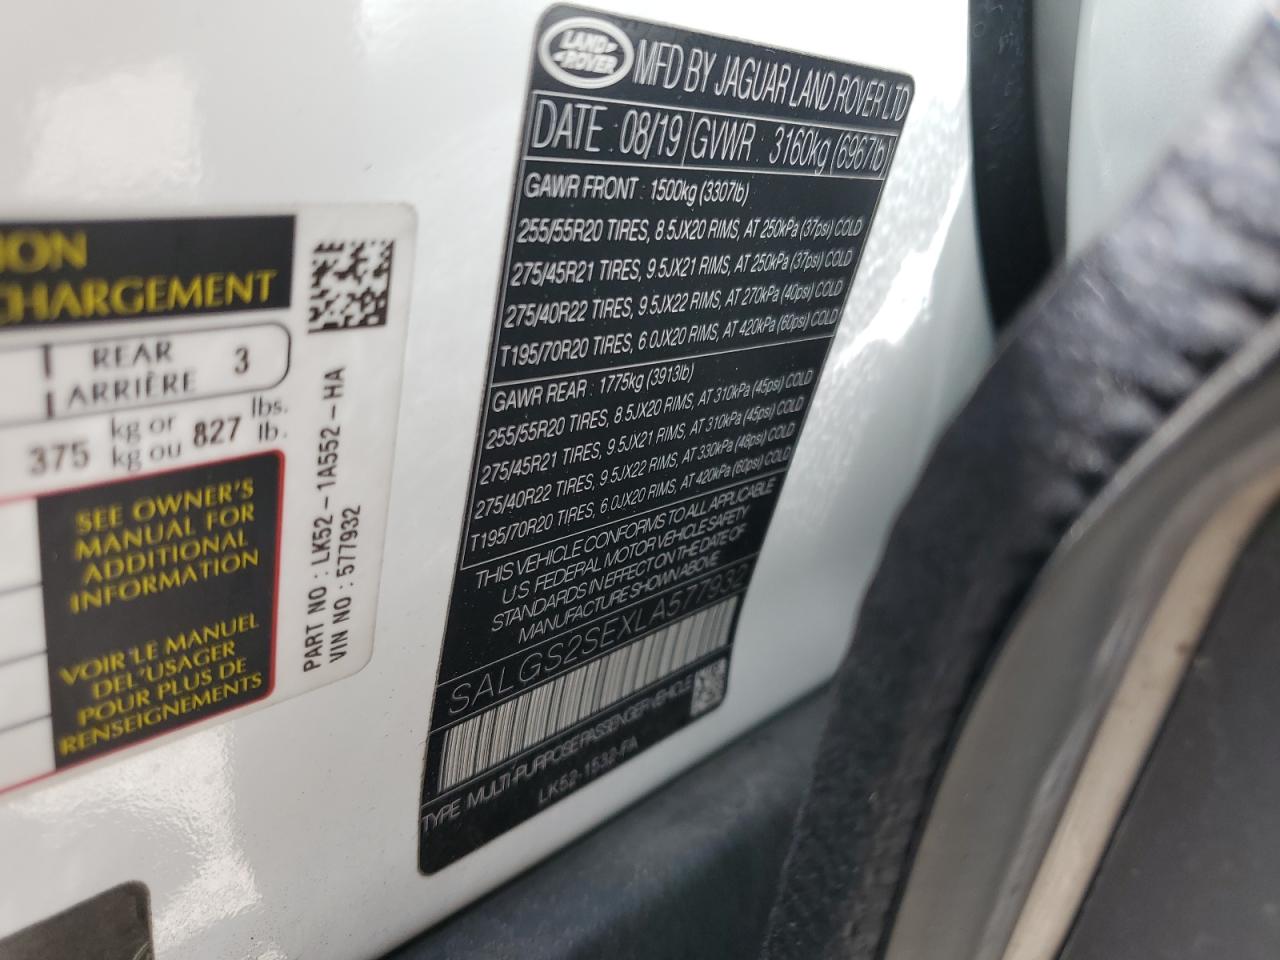 ION
CHARGEMENT
REAR 3
ARRIÈRE
375 kg or 827 lbs.
kg ou lb.
SEE OWNER'S
MANUAL FOR
ADDITIONAL
INFORMATION
VOIR LE MANUEL
DEL'USAGER
POUR PLUS DE
RENSEIGNEMENTS
PART NO : LK52-1A552-HA
VIN NO : 577932
LAND ROVER
MFD BY JAGUAR LAND ROVER LTD
DATE : 08/19 GVWR : 3160kg (6967lb)
GAWR FRONT : 1500kg (3307lb)
255/55R20 TIRES, 8.5JX20 RIMS, AT 250kPa (37psi) COLD
275/45R21 TIRES, 9.5JX21 RIMS, AT 250kPa (37psi) COLD
275/40R22 TIRES, 9.5JX22 RIMS, AT 270kPa (40psi) COLD
T195/70R20 TIRES, 6.0JX20 RIMS, AT 420kPa (60psi) COLD
GAWR REAR : 1775kg (3913lb)
255/55R20 TIRES, 8.5JX20 RIMS, AT 310kPa (45psi) COLD
275/45R21 TIRES, 9.5JX21 RIMS, AT 310kPa (45psi) COLD
275/40R22 TIRES, 9.5JX22 RIMS, AT 330kPa (48psi) COLD
T195/70R20 TIRES, 6.0JX20 RIMS, AT 420kPa (60psi) COLD
THIS VEHICLE CONFORMS TO ALL APPLICABLE
U.S. FEDERAL MOTOR VEHICLE SAFETY
STANDARDS IN EFFECT ON THE DATE OF
MANUFACTURE SHOWN ABOVE
SALGS2SEXLA577932
TYPE MULTI-PURPOSE PASSENGER VEHICLE
LK52-1532-FA